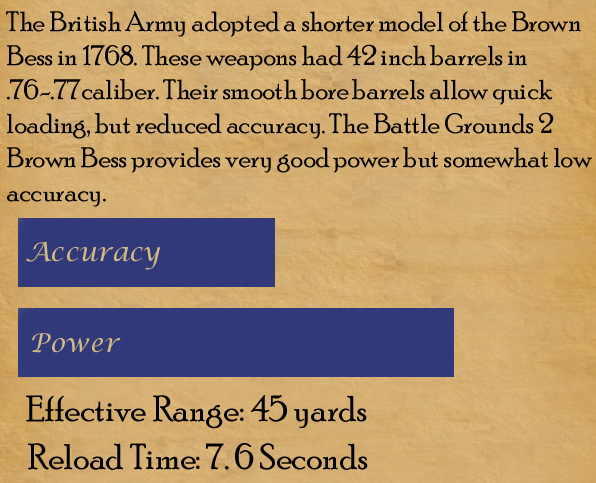 The British Army adopted a shorter model of the Brown
Bess in 1768. These weapons had 42 inch barrels in
.76-.77 caliber. Their smooth bore barrels allow quick
loading, but reduced accuracy. The Battle Grounds 2
Brown Bess provides very good power but somewhat low
accuracy.
Accuracy
Power
Effective Range: 45 yards
Reload Time: 7.6 Seconds